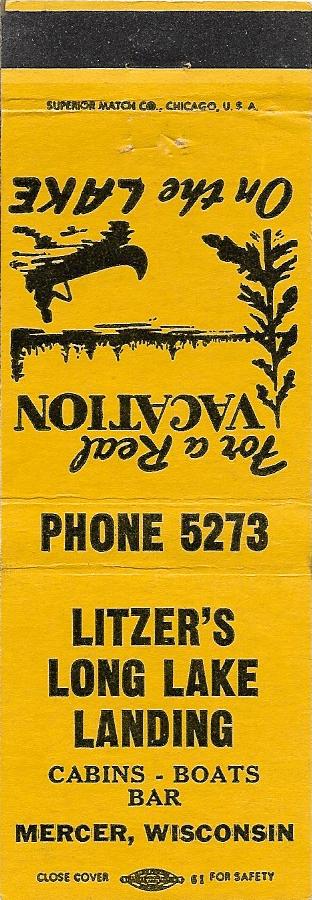 SUPERIOR MATCH CO., CHICAGO, U.S.A.
For a Real
VACATION
On the LAKE
PHONE 5273
LITZER'S
LONG LAKE
LANDING
CABINS - BOATS
BAR
MERCER, WISCONSIN
CLOSE COVER 61 FOR SAFETY